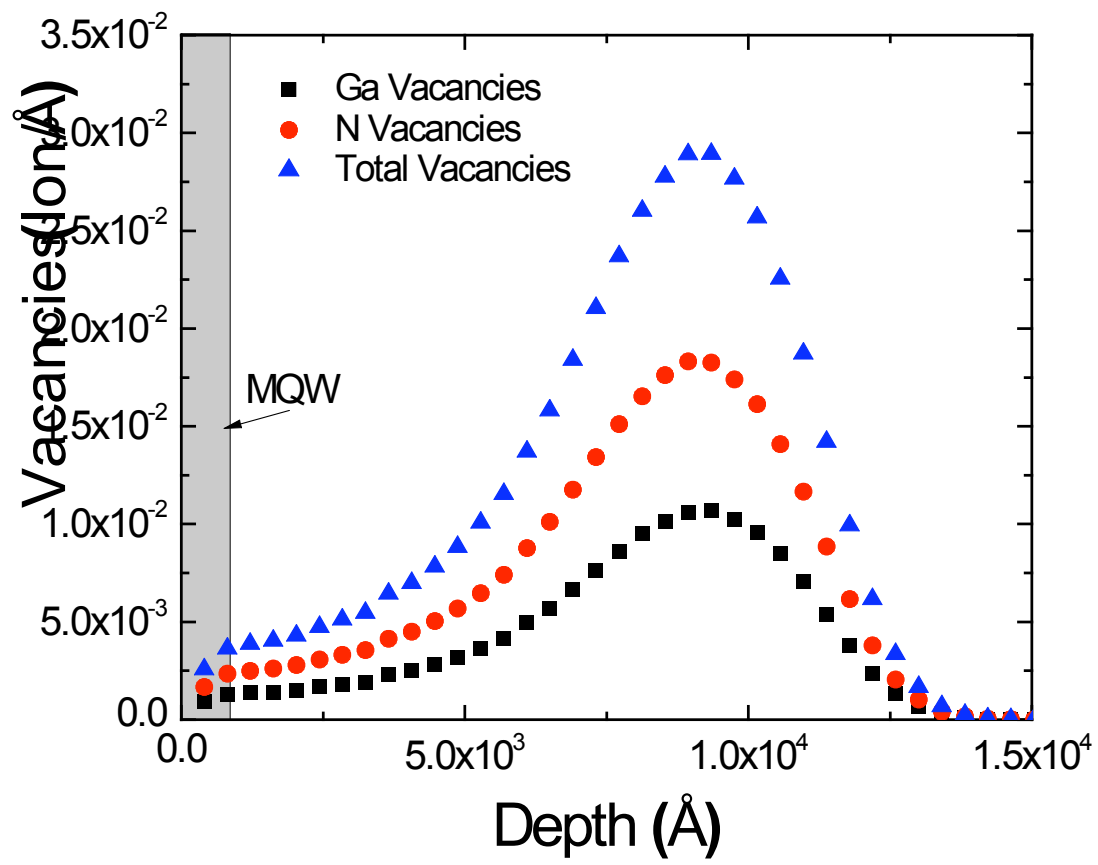 3.5x10-2
Ga Vacancies
N Vacancies
Total Vacancies
MQW
1.0x10-2
5.0x10-3
0.0
0.0
5.0x103
1.0x104
1.5x104
Depth (Å)